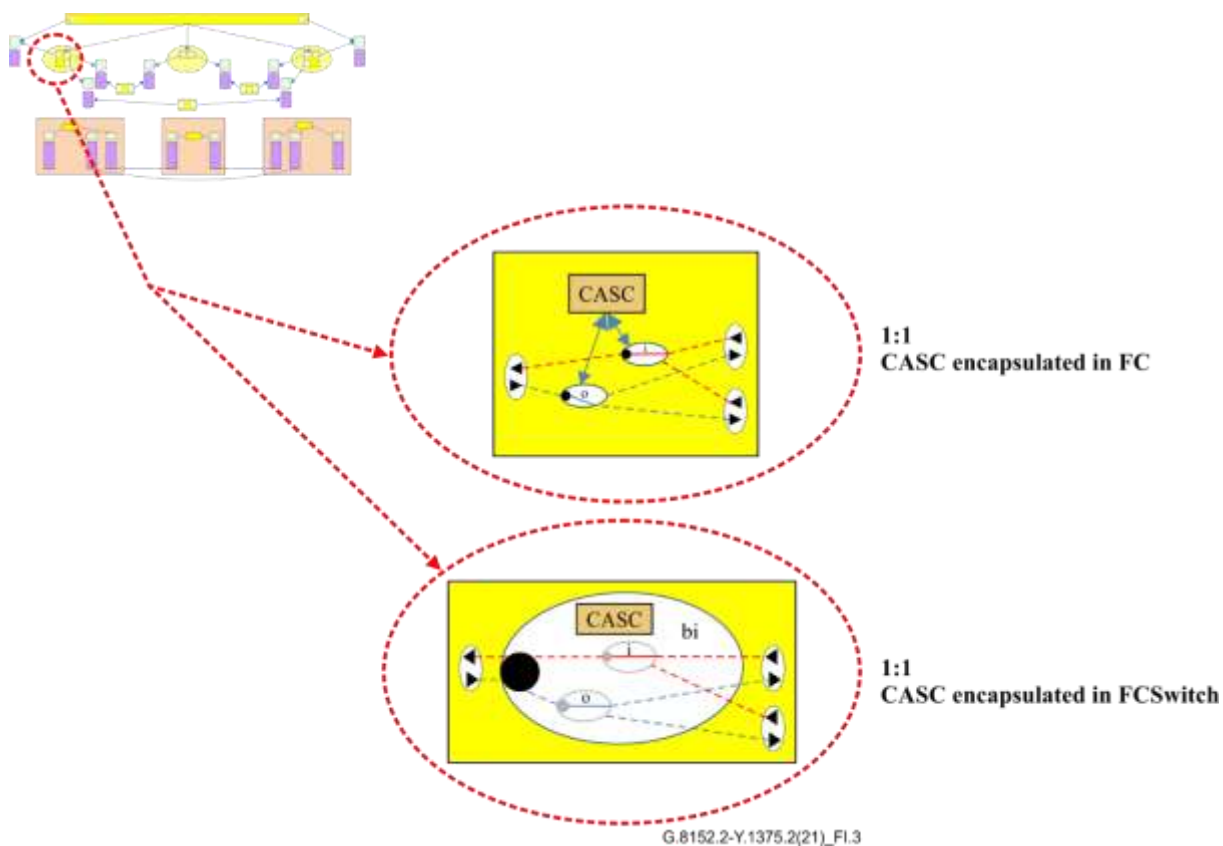 CASC
i
o
1:1
CASC encapsulated in FC
CASC
bi
i
o
1:1
CASC encapsulated in FCSwitch
G.8152.2-Y.1375.2(21)_FI.3